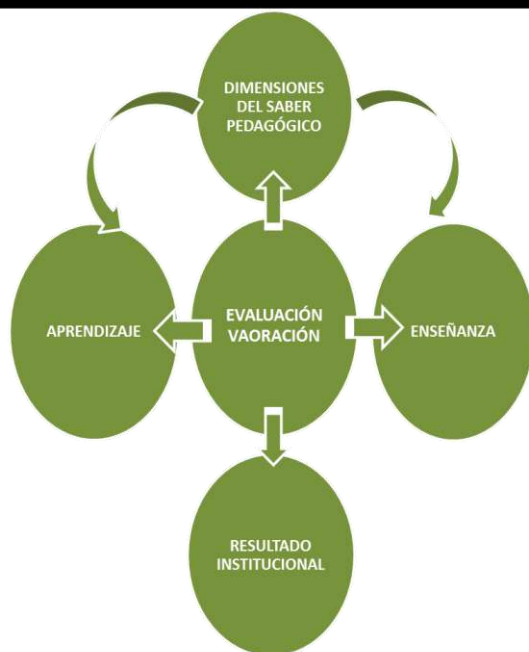 DIMENSIONES
DEL SABER
PEDAGÓGICO
APRENDIZAJE
EVALUACIÓN
VAORACIÓN
ENSEÑANZA
RESULTADO
INSTITUCIONAL